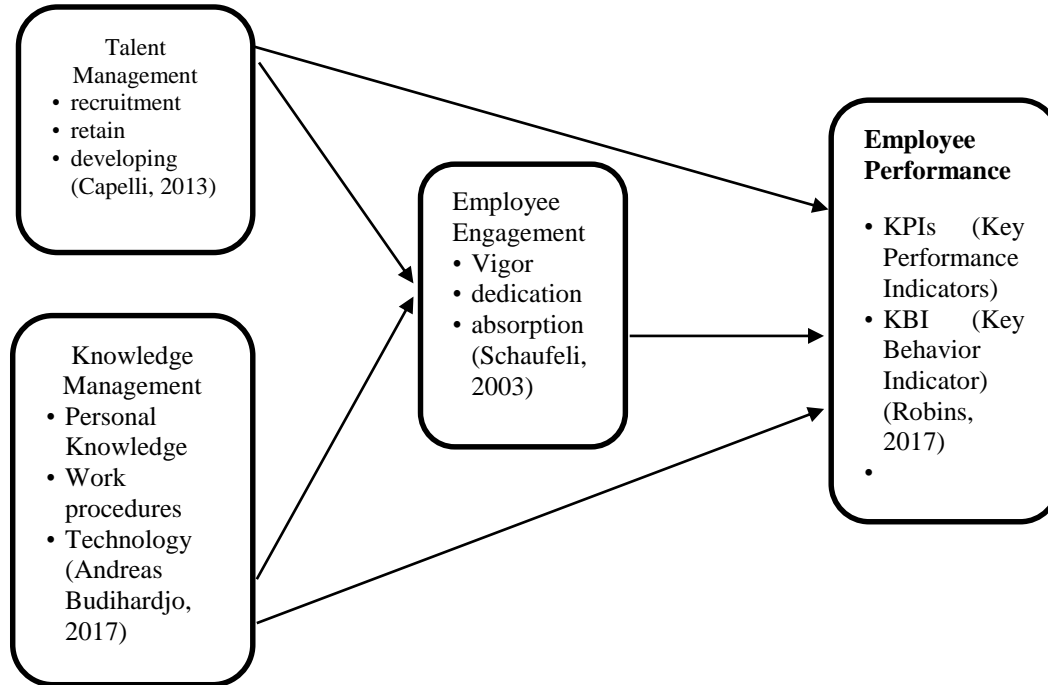 Talent
Management
• recruitment
• retain
• developing
(Capelli, 2013)
Knowledge
Management
• Personal
Knowledge
• Work
procedures
• Technology
(Andreas
Budihardjo,
2017)
Employee
Engagement
• Vigor
• dedication
• absorption
(Schaufeli,
2003)
Employee
Performance
• KPIs (Key
Performance
Indicators)
• KBI (Key
Behavior
Indicator)
(Robins,
2017)
•